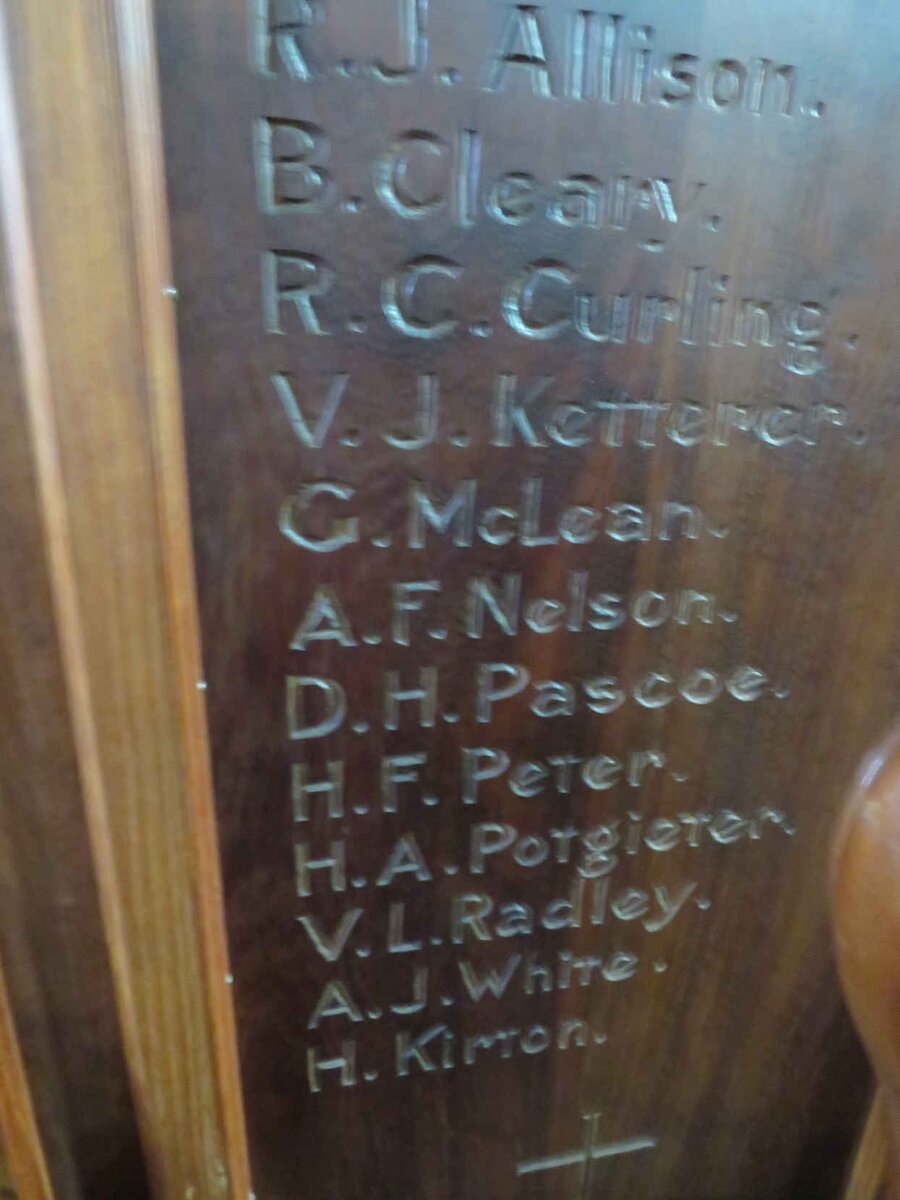 R.J. Allison.
B. Cleary.
R.C. Curling.
V.J. Ketterer.
G. McLean.
A.F. Nelson.
D.H. Pascoe.
H.F. Peter.
H.A. Potgieter.
V.L. Radley.
A.J. White.
H. Kirton.